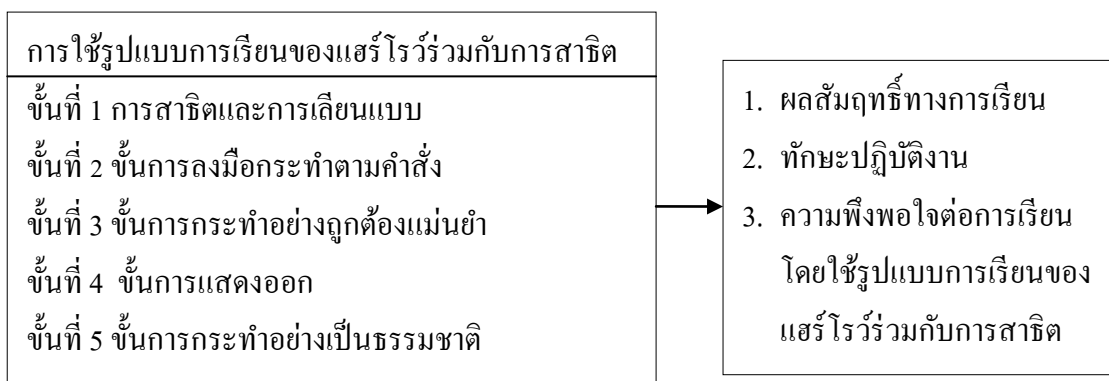 การใช้รูปแบบการเรียนของแฮร์โรว์ร่วมกับการสาธิต
ขั้นที่ 1 การสาธิตและการเลียนแบบ
ขั้นที่ 2 ขั้นการลงมือกระทำตามคำสั่ง
ขั้นที่ 3 ขั้นการกระทำอย่างถูกต้องแม่นยำ
ขั้นที่ 4 ขั้นการแสดงออก
ขั้นที่ 5 ขั้นการกระทำอย่างเป็นธรรมชาติ
1. ผลสัมฤทธิ์ทางการเรียน
2. ทักษะปฏิบัติงาน
3. ความพึงพอใจต่อการเรียน
โดยใช้รูปแบบการเรียนของ
แฮร์โรว์ร่วมกับการสาธิต